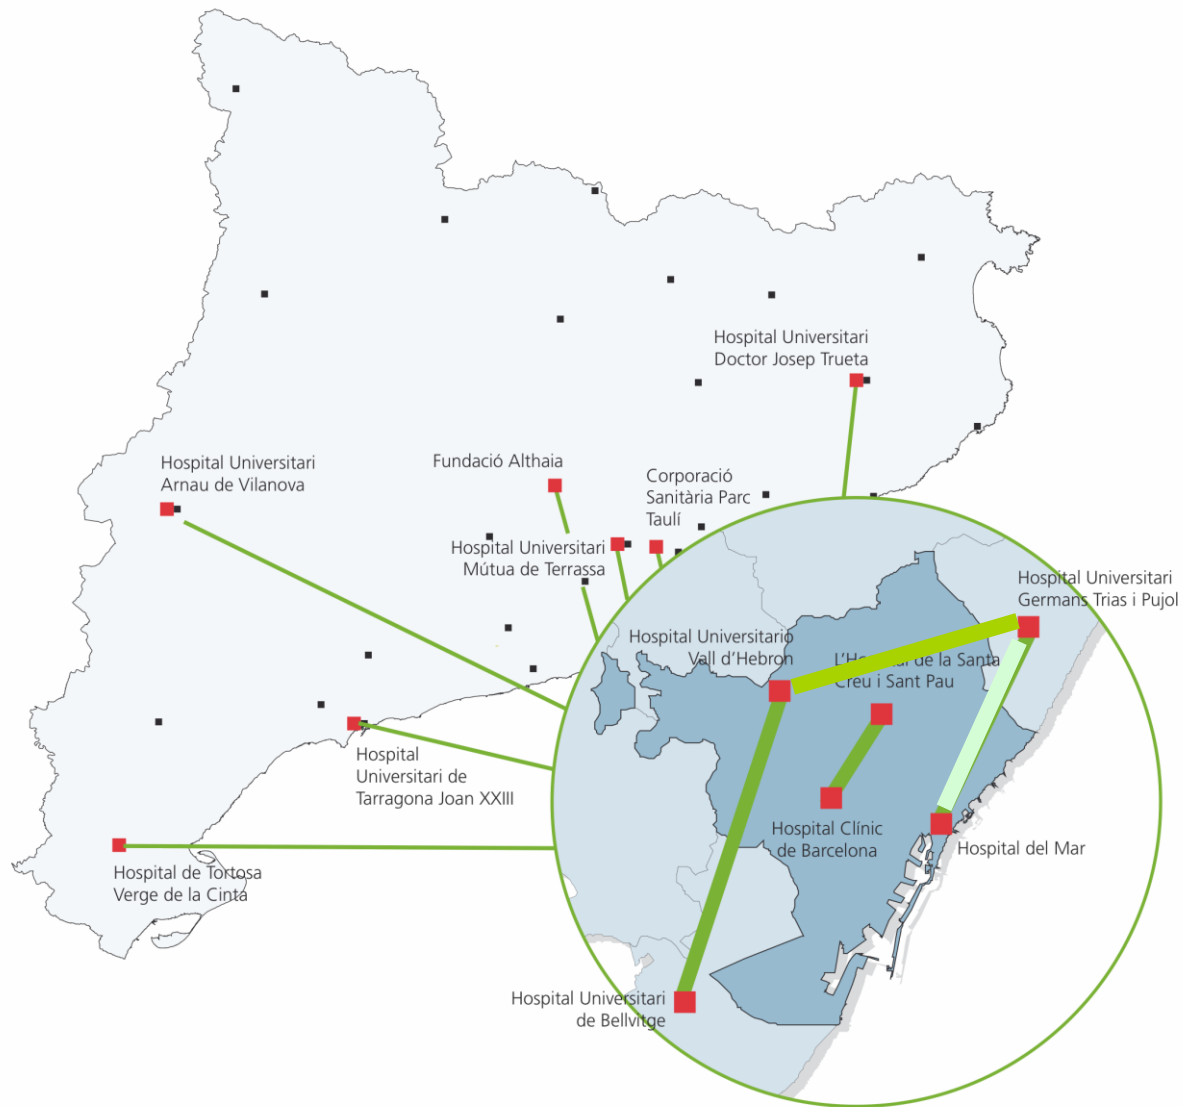 Hospital Universitari
Doctor Josep Trueta
Hospital Universitari
Arnau de Vilanova
Fundació Althaia
Corporació
Sanitària Parc
Taulí
Hospital Universitari
Mútua de Terrassa
Hospital Universitari
Germans Trias i Pujol
Hospital Universitario
Vall d'Hebron
de la Santa
Creu i Sant Pau
Hospital
Universitari de
Tarragona Joan XXIII
Hospital Clínic
de Barcelona
Hospital del Mar
Hospital de Tortosa
Verge de la Cinta
Hospital Universitari
de Bellvitge